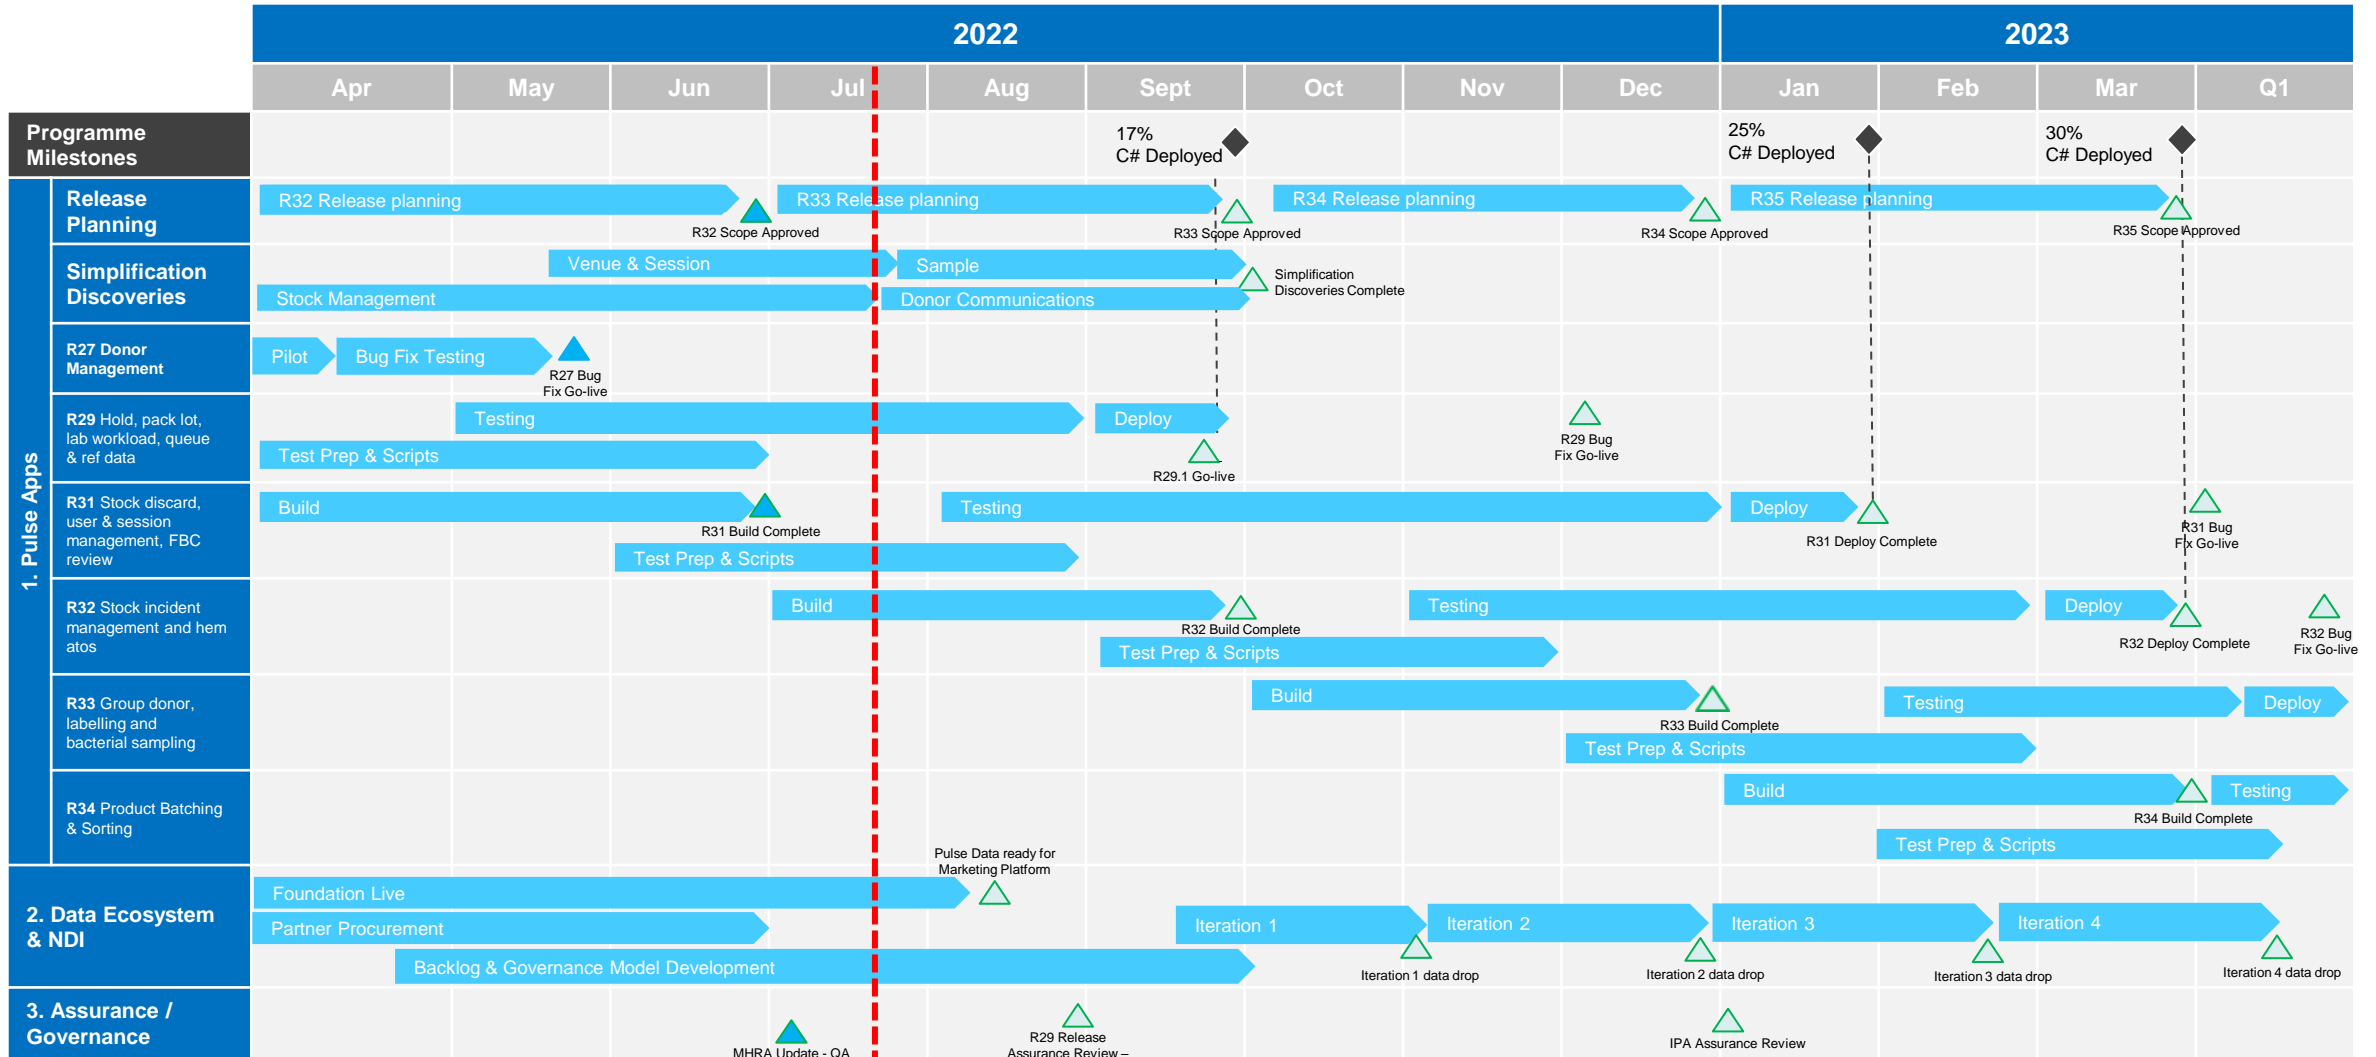 2022
2023
Apr
May
Jun
Jul
Aug
Sept
Oct
Nov
Dec
Jan
Feb
Mar
Q1
Programme
Milestones
17%
C# Deployed
25%
C# Deployed
30%
C# Deployed
1. Pulse Apps
Release
Planning
R32 Release planning
R32 Scope Approved
R33 Release planning
R33 Scope Approved
R34 Release planning
R34 Scope Approved
R35 Release planning
R35 Scope Approved
Simplification
Discoveries
Venue & Session
Sample
Stock Management
Donor Communications
Simplification
Discoveries Complete
R27 Donor
Management
Pilot
Bug Fix Testing
R27 Bug
Fix Go-live
R29 Hold, pack lot,
lab workload, queue
& ref data
Testing
Deploy
Test Prep & Scripts
R29.1 Go-live
R29 Bug
Fix Go-live
R31 Stock discard,
user & session
management, FBC
review
Build
R31 Build Complete
Testing
Deploy
R31 Deploy Complete
R31 Bug
Fix Go-live
Test Prep & Scripts
R32 Stock incident
management and hem
atos
Build
R32 Build Complete
Testing
Deploy
R32 Deploy Complete
R32 Bug
Fix Go-live
Test Prep & Scripts
R33 Group donor,
labelling and
bacterial sampling
Build
R33 Build Complete
Testing
Deploy
Test Prep & Scripts
R34 Product Batching
& Sorting
Build
R34 Build Complete
Testing
Test Prep & Scripts
2. Data Ecosystem
& NDI
Foundation Live
Pulse Data ready for
Marketing Platform
Partner Procurement
Backlog & Governance Model Development
Iteration 1
Iteration 1 data drop
Iteration 2
Iteration 2 data drop
Iteration 3
Iteration 3 data drop
Iteration 4
Iteration 4 data drop
3. Assurance /
Governance
MHRA Update - QA
R29 Release
Assurance Review –
IPA Assurance Review